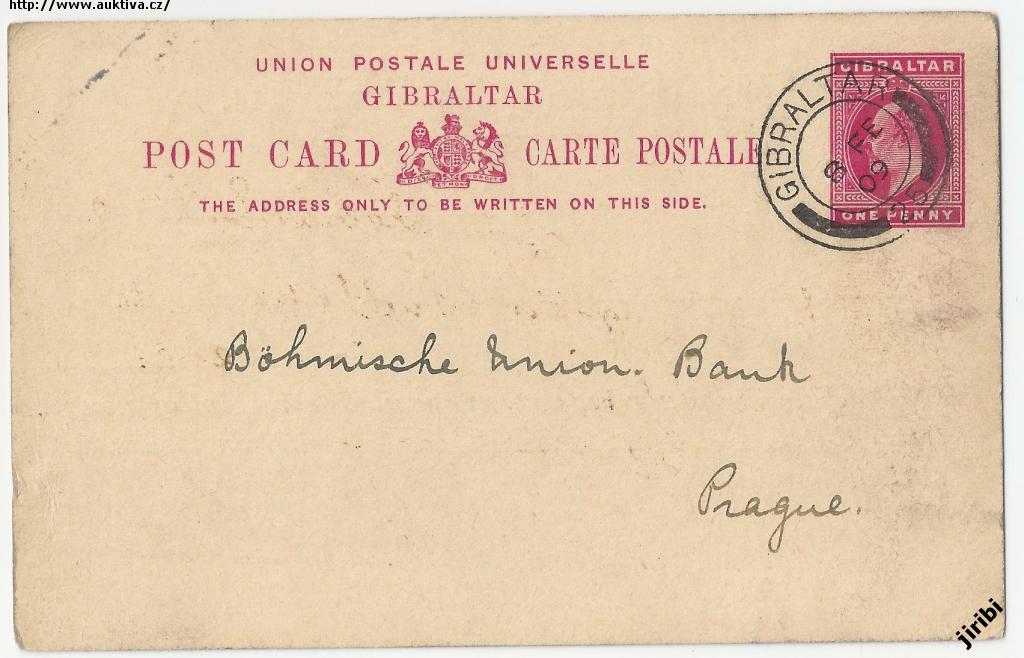 http://www.auktiva.cz/
UNION POSTALE UNIVERSELLE
GIBRALTAR
POST CARD CARTE POSTALE
THE ADDRESS ONLY TO BE WRITTEN ON THIS SIDE.
GIBRALTAR
ONE PENNY
GIBRALTAR
8 FE
09
Böhmische Union. Bank
Prague.
jiribi